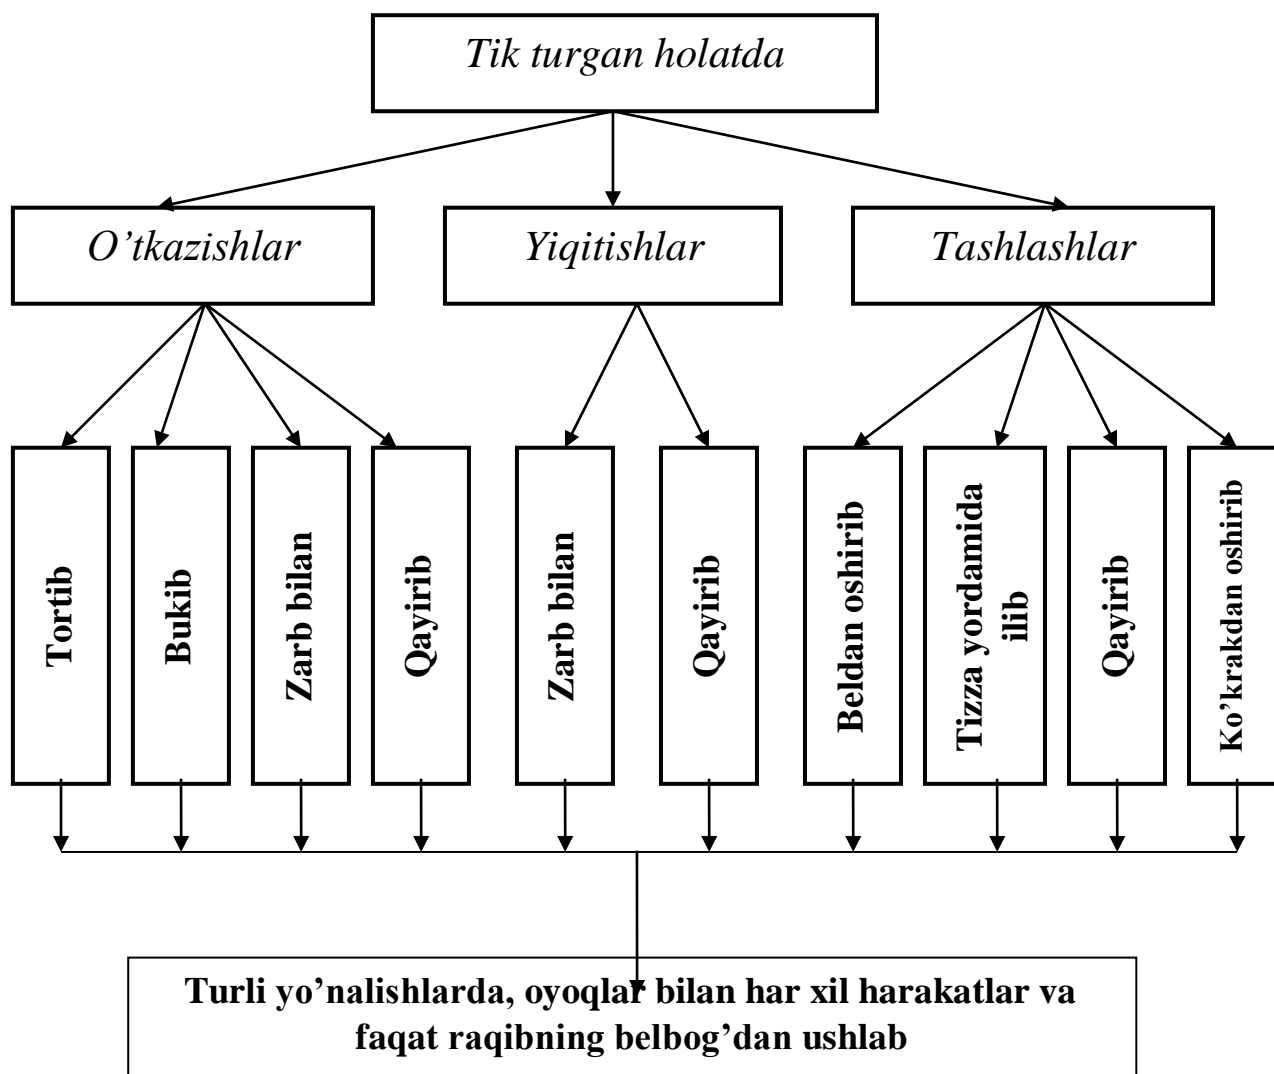 Tik turgan holatda
O’tkazishlar
Yiqitishlar
Tashlashlar
Tortib
Bukib
Zarb bilan
Qayirib
Zarb bilan
Qayirib
Beldan oshirib
Tizza yordamida
ilib
Qayirib
Ko’krakdan oshirib
Turli yo’nalishlarda, oyoqlar bilan har xil harakatlar va
faqat raqibning belbog’dan ushlab